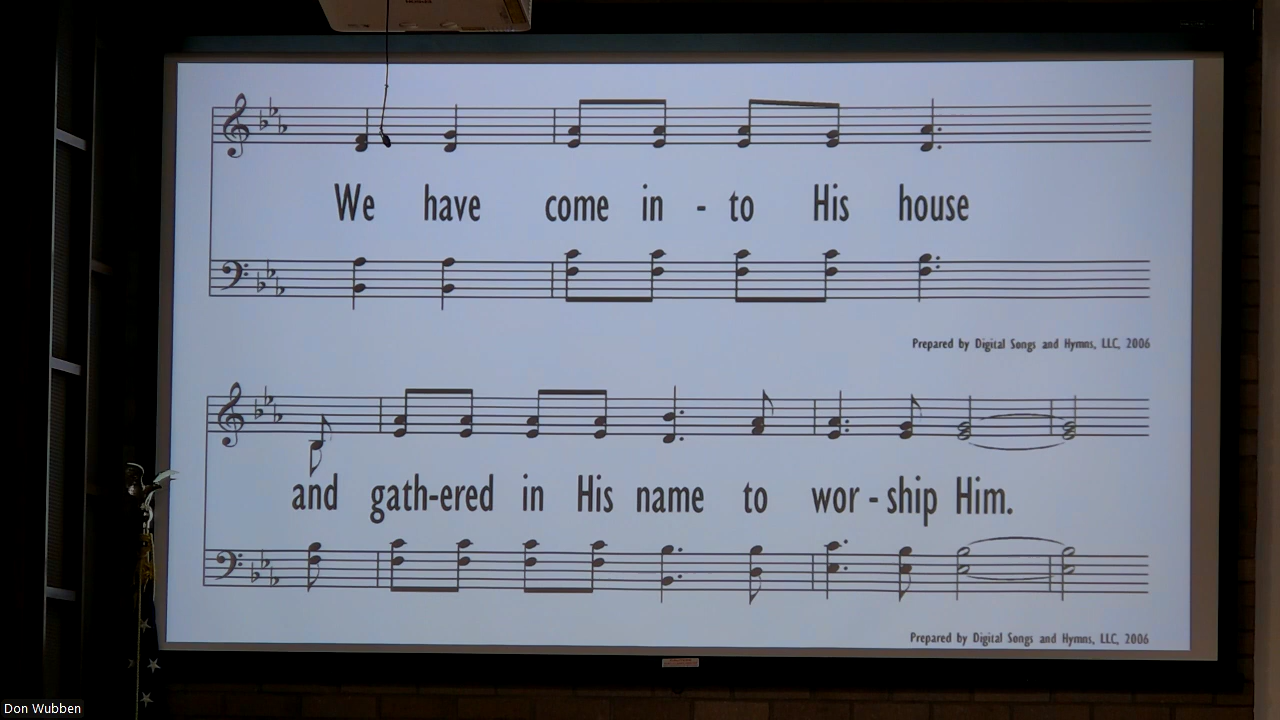 We have come in - to His house
Prepared by Digital Songs and Hymns, LLC, 2006
and gath-ered in His name to wor - ship Him.
Prepared by Digital Songs and Hymns, LLC, 2006
Don Wubben